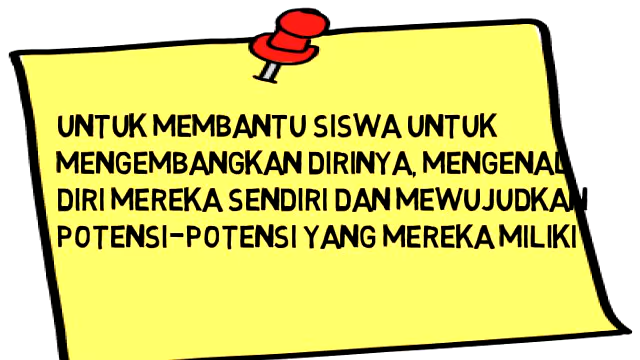 UNTUK MEMBANTU SISWA UNTUK
MENGEMBANGKAN DIRINYA, MENGENAL
DIRI MEREKA SENDIRI DAN MEWUJUDKAN
POTENSI-POTENSI YANG MEREKA MILIKI